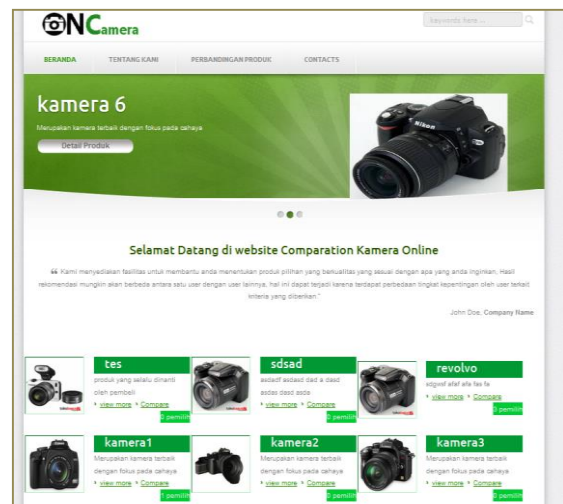 ONCamera
keywords here ...
BERANDA TENTANG KAMI PERBANDINGAN PRODUK CONTACTS
kamera 6
Merupakan kamera terbaik dengan fokus pada cahaya
Detail Produk
Nikon
Selamat Datang di website Comparation Kamera Online
Kami menyediakan fasilitas untuk membantu anda menentukan produk pilihan yang berkualitas yang sesuai dengan apa yang anda inginkan. Hasil
rekomendasi mungkin akan berbeda antara satu user dengan user lainnya, hal ini dapat terjadi karena terdapat perbedaan tingkat kepentingan oleh user terkait
kriteria yang diberikan."
John Doe, Company Name
tes
produk yang selalu dinanti
oleh pembeli
view more Compare
0 pemilih
sdsad
asdadf asdasd dad a dasd
asdas dasd asda
view more Compare
0 pemilih
revolvo
view more Compare
3 pemilih
kamera1
Merupakan kamera terbaik
dengan fokus pada cahaya
view more Compare
1 pemilih
kamera2
Merupakan kamera terbaik
dengan fokus pada cahaya
view more Compare
0 pemilih
kamera3
Merupakan kamera terbaik
dengan fokus pada cahaya
view more Compare
0 pemilih